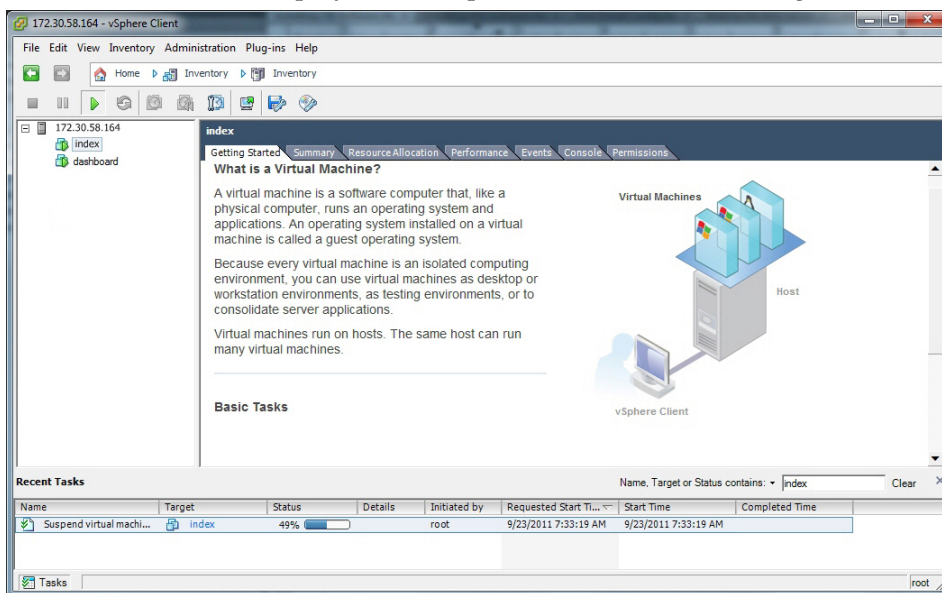 172.30.58.164 - vSphere Client
File Edit View Inventory Administration Plug-ins Help
Home Inventory Inventory
172.30.58.164
index
dashboard
index
Getting Started Summary Resource Allocation Performance Events Console Permissions
What is a Virtual Machine?
A virtual machine is a software computer that, like a
physical computer, runs an operating system and
applications. An operating system installed on a virtual
machine is called a guest operating system.
Because every virtual machine is an isolated computing
environment, you can use virtual machines as desktop or
workstation environments, as testing environments, or to
consolidate server applications.
Virtual machines run on hosts. The same host can run
many virtual machines.
Basic Tasks
Virtual Machines
Host
vSphere Client
Recent Tasks
Name, Target or Status contains: index Clear
Name Target Status Details Initiated by Requested Start Ti... Start Time Completed Time
Suspend virtual machi... index 49% root 9/23/2011 7:33:19 AM 9/23/2011 7:33:19 AM
Tasks root